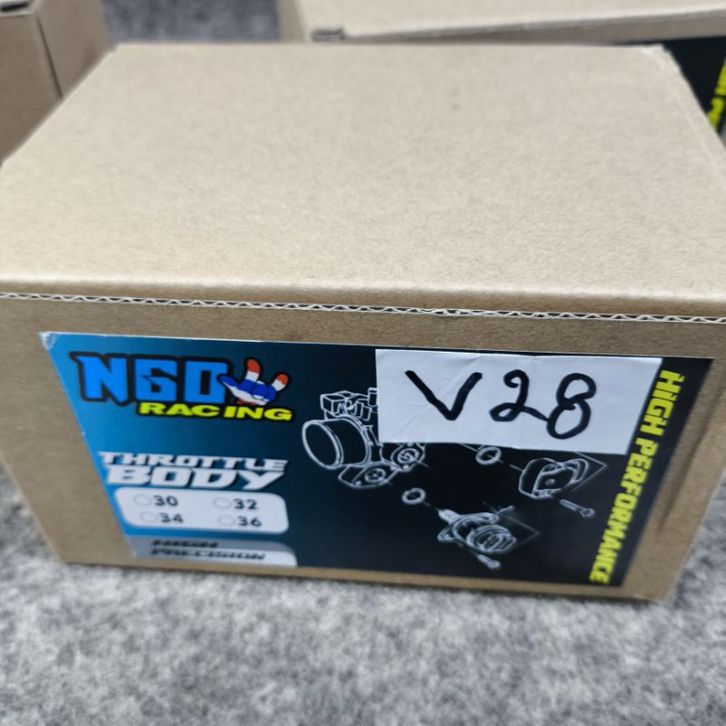 NGO
RACING
V28
THROTTLE
BODY
30 32
34 36
HIGH
PRECISION
HIGH PERFORMANCE